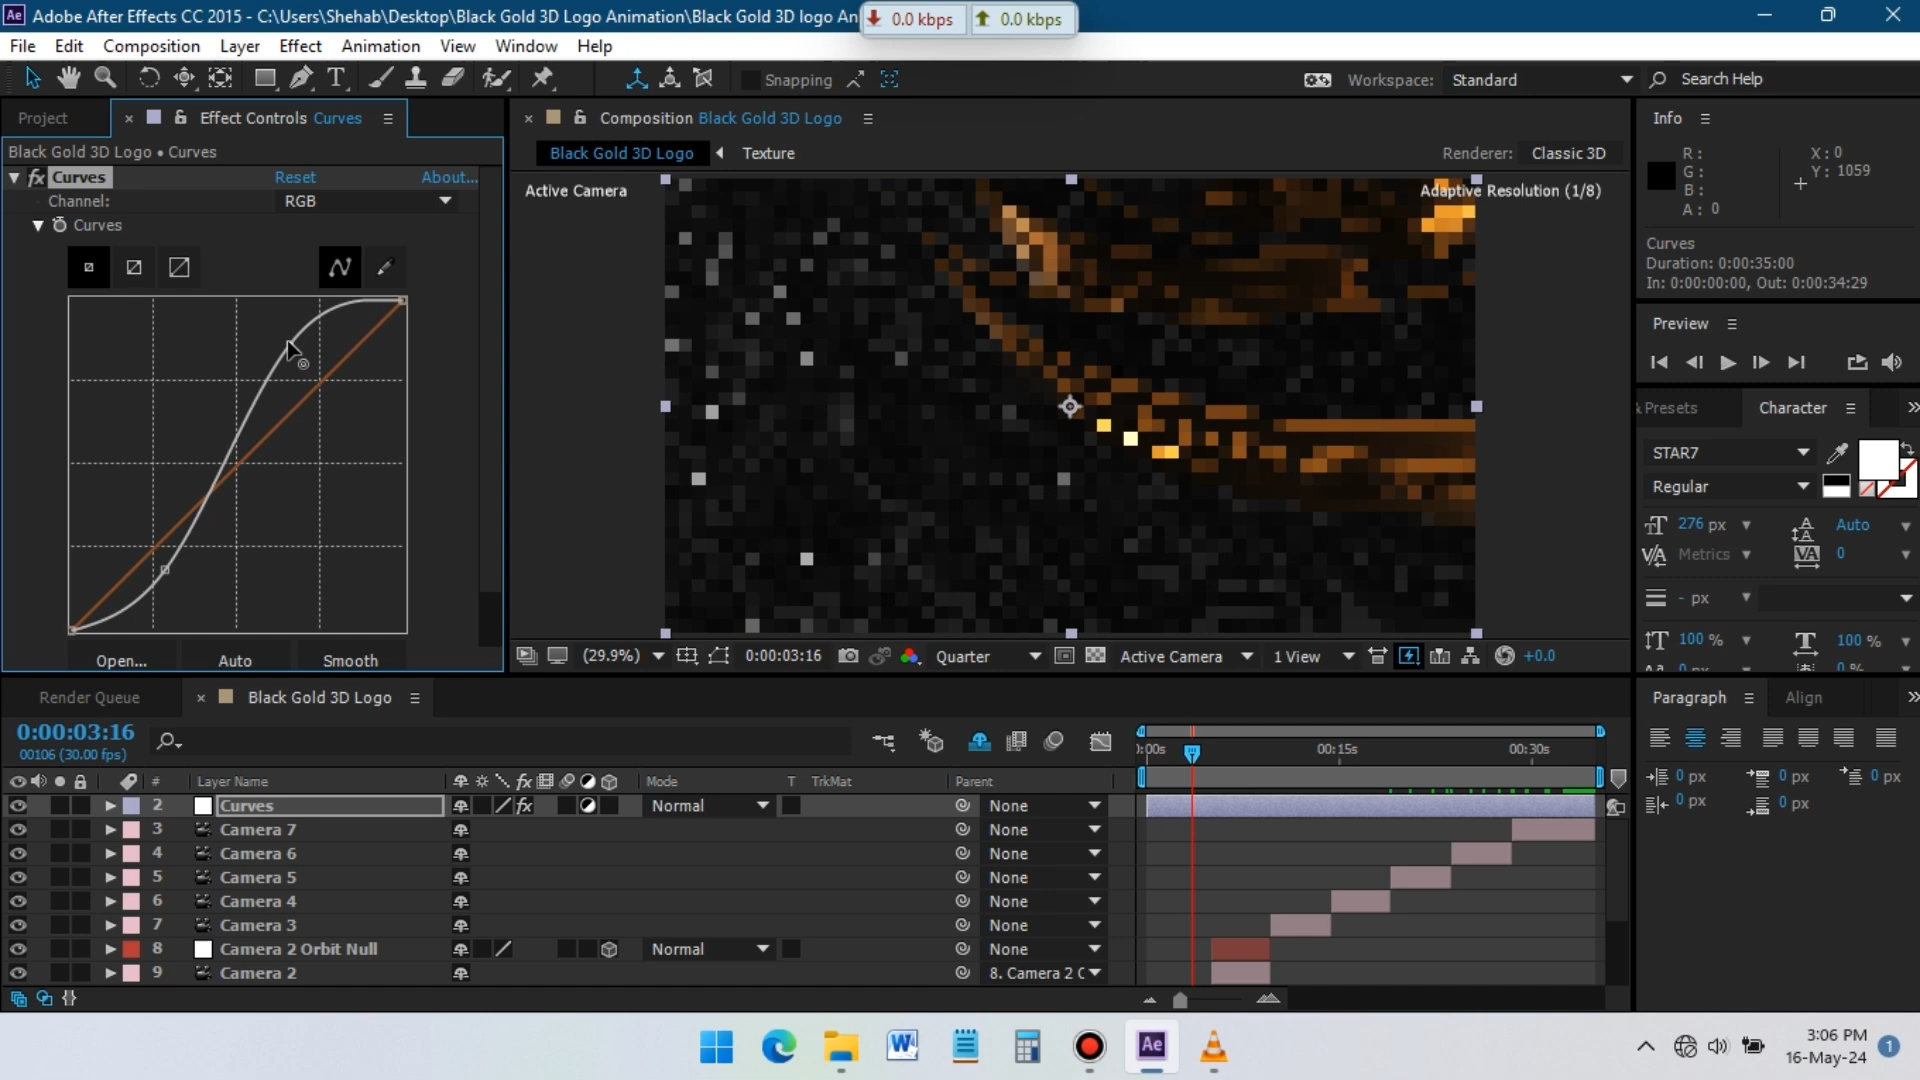 Adobe After Effects CC 2015 - C:\Users\Shehab\Desktop\Black Gold 3D Logo Animation\Black Gold 3D logo An
0.0 kbps 0.0 kbps
File Edit Composition Layer Effect Animation View Window Help
Snapping
Workspace: Standard
Search Help
Project
Effect Controls Curves
Black Gold 3D Logo • Curves
fx Curves Reset About...
Channel: RGB
Curves
Open... Auto Smooth
Composition Black Gold 3D Logo
Black Gold 3D Logo Texture
Renderer: Classic 3D
Active Camera
Adaptive Resolution (1/8)
(29.9%) 0:00:03:16 Quarter Active Camera 1 View +0.0
Info
R: X: 0
G: Y: 1059
B:
A: 0
Curves
Duration: 0:00:35:00
In: 0:00:00:00, Out: 0:00:34:29
Preview
& Presets Character
STAR7
Regular
276 px Auto
Metrics 0
- px
100 % 100 %
0 px 0 %
Render Queue
Black Gold 3D Logo
0:00:03:16
00106 (30.00 fps)
# Layer Name Mode T TrkMat Parent
:00s 00:15s 00:30s
2 Curves fx Normal None
3 Camera 7 None
4 Camera 6 None
5 Camera 5 None
6 Camera 4 None
7 Camera 3 None
8 Camera 2 Orbit Null Normal None
9 Camera 2 8. Camera 2 C
Paragraph Align
0 px 0 px 0 px
0 px 0 px
3:06 PM
16-May-24
1